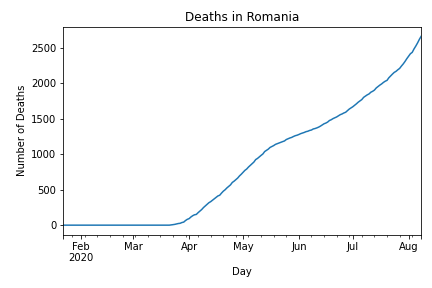 Deaths in Romania
Number of Deaths
2500
2000
1500
1000
500
0
Feb Mar Apr May Jun Jul Aug
2020
Day